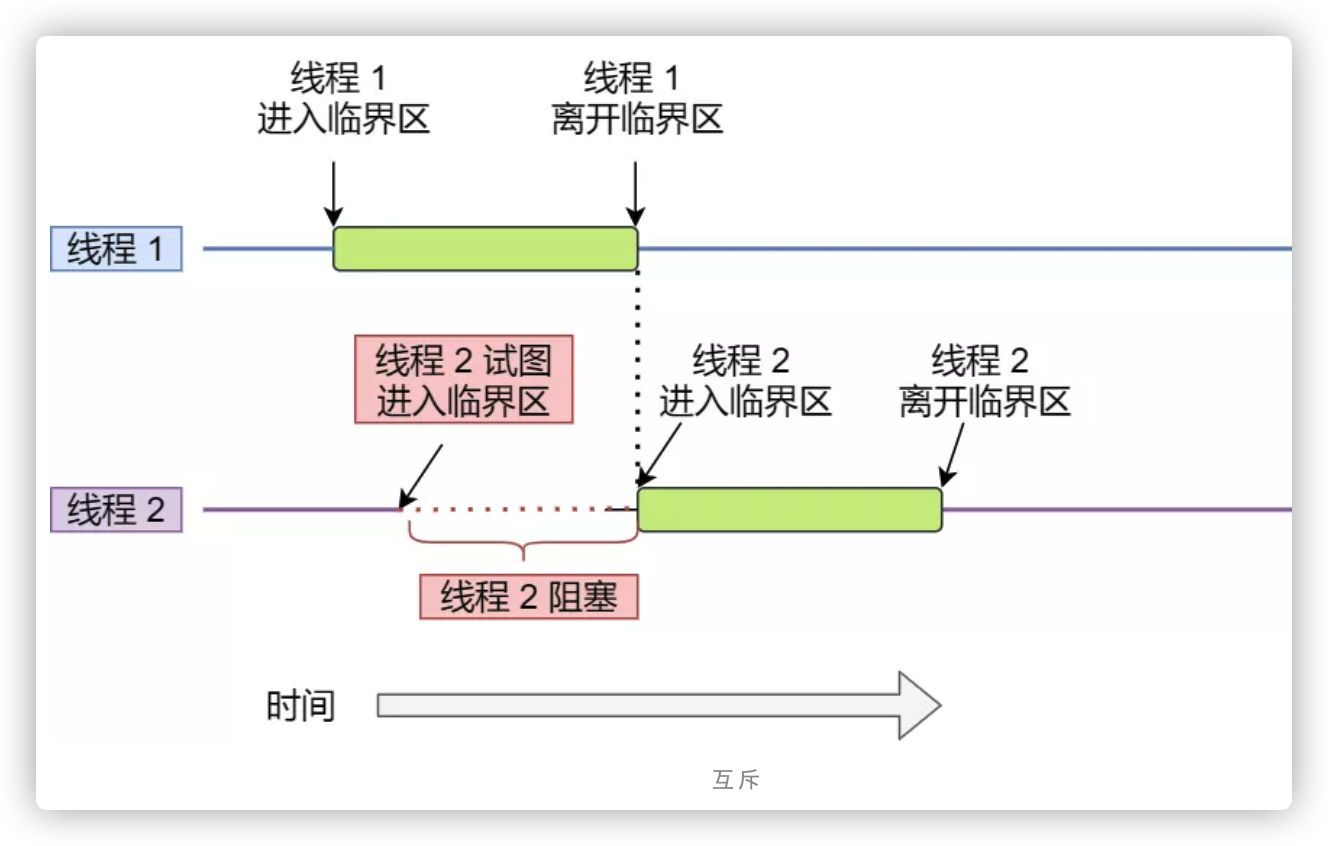 线程 1
进入临界区
线程 1
离开临界区
线程 1
线程 2 试图
进入临界区
线程 2
进入临界区
线程 2
离开临界区
线程 2
线程 2 阻塞
时间
互斥